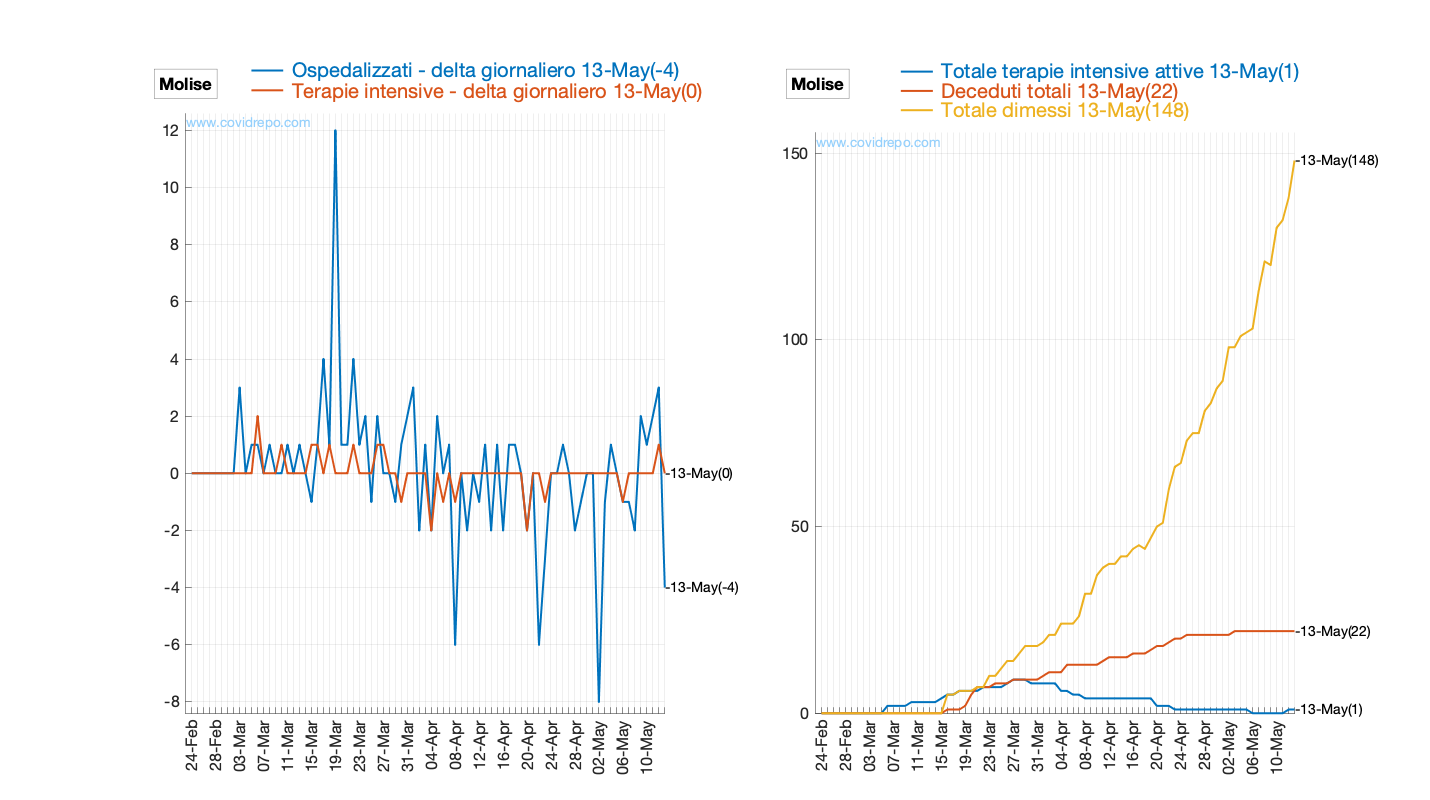 Molise
Ospedalizzati - delta giornaliero 13-May(-4)
Terapie intensive - delta giornaliero 13-May(0)
www.covidrepo.com
12
10
8
6
4
2
0
-2
-4
-6
-8
-13-May(0)
-13-May(-4)
24-Feb
28-Feb
03-Mar
07-Mar
11-Mar
15-Mar
19-Mar
23-Mar
27-Mar
31-Mar
04-Apr
08-Apr
12-Apr
16-Apr
20-Apr
24-Apr
28-Apr
02-May
06-May
10-May
Molise
Totale terapie intensive attive 13-May(1)
Deceduti totali 13-May(22)
Totale dimessi 13-May(148)
www.covidrepo.com
150
100
50
0
-13-May(148)
-13-May(22)
-13-May(1)
24-Feb
28-Feb
03-Mar
07-Mar
11-Mar
15-Mar
19-Mar
23-Mar
27-Mar
31-Mar
04-Apr
08-Apr
12-Apr
16-Apr
20-Apr
24-Apr
28-Apr
02-May
06-May
10-May